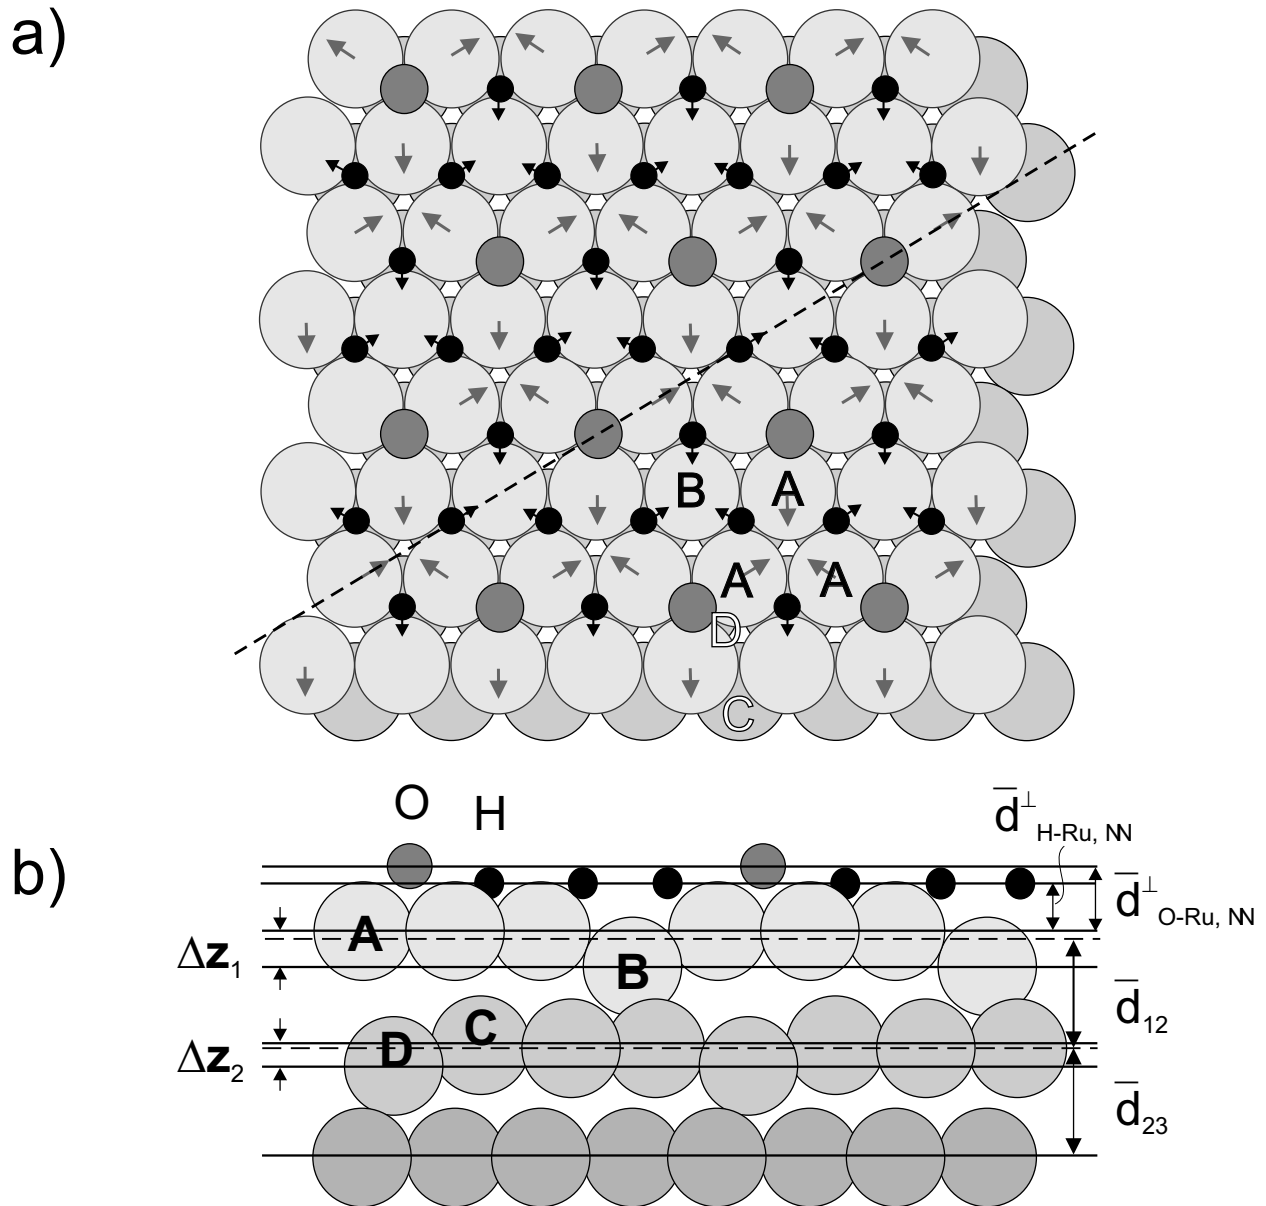 a)
B A
A A
D
C
O
H
d̅⊥H-Ru, NN
b)
d̅⊥O-Ru, NN
A
Δz1
B
d̅12
C
D
Δz2
d̅23